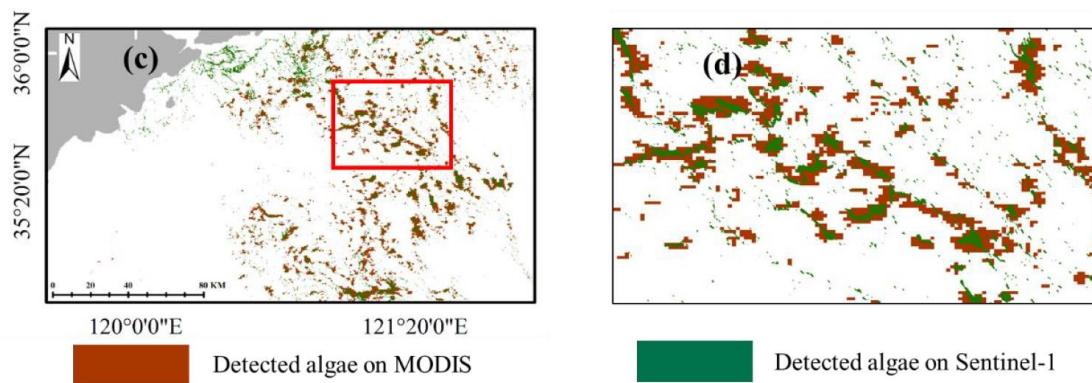 N
(c)
(d)
36°0'0"N
35°20'0"N
0 20 40 80 KM
120°0'0"E 121°20'0"E
Detected algae on MODIS
Detected algae on Sentinel-1